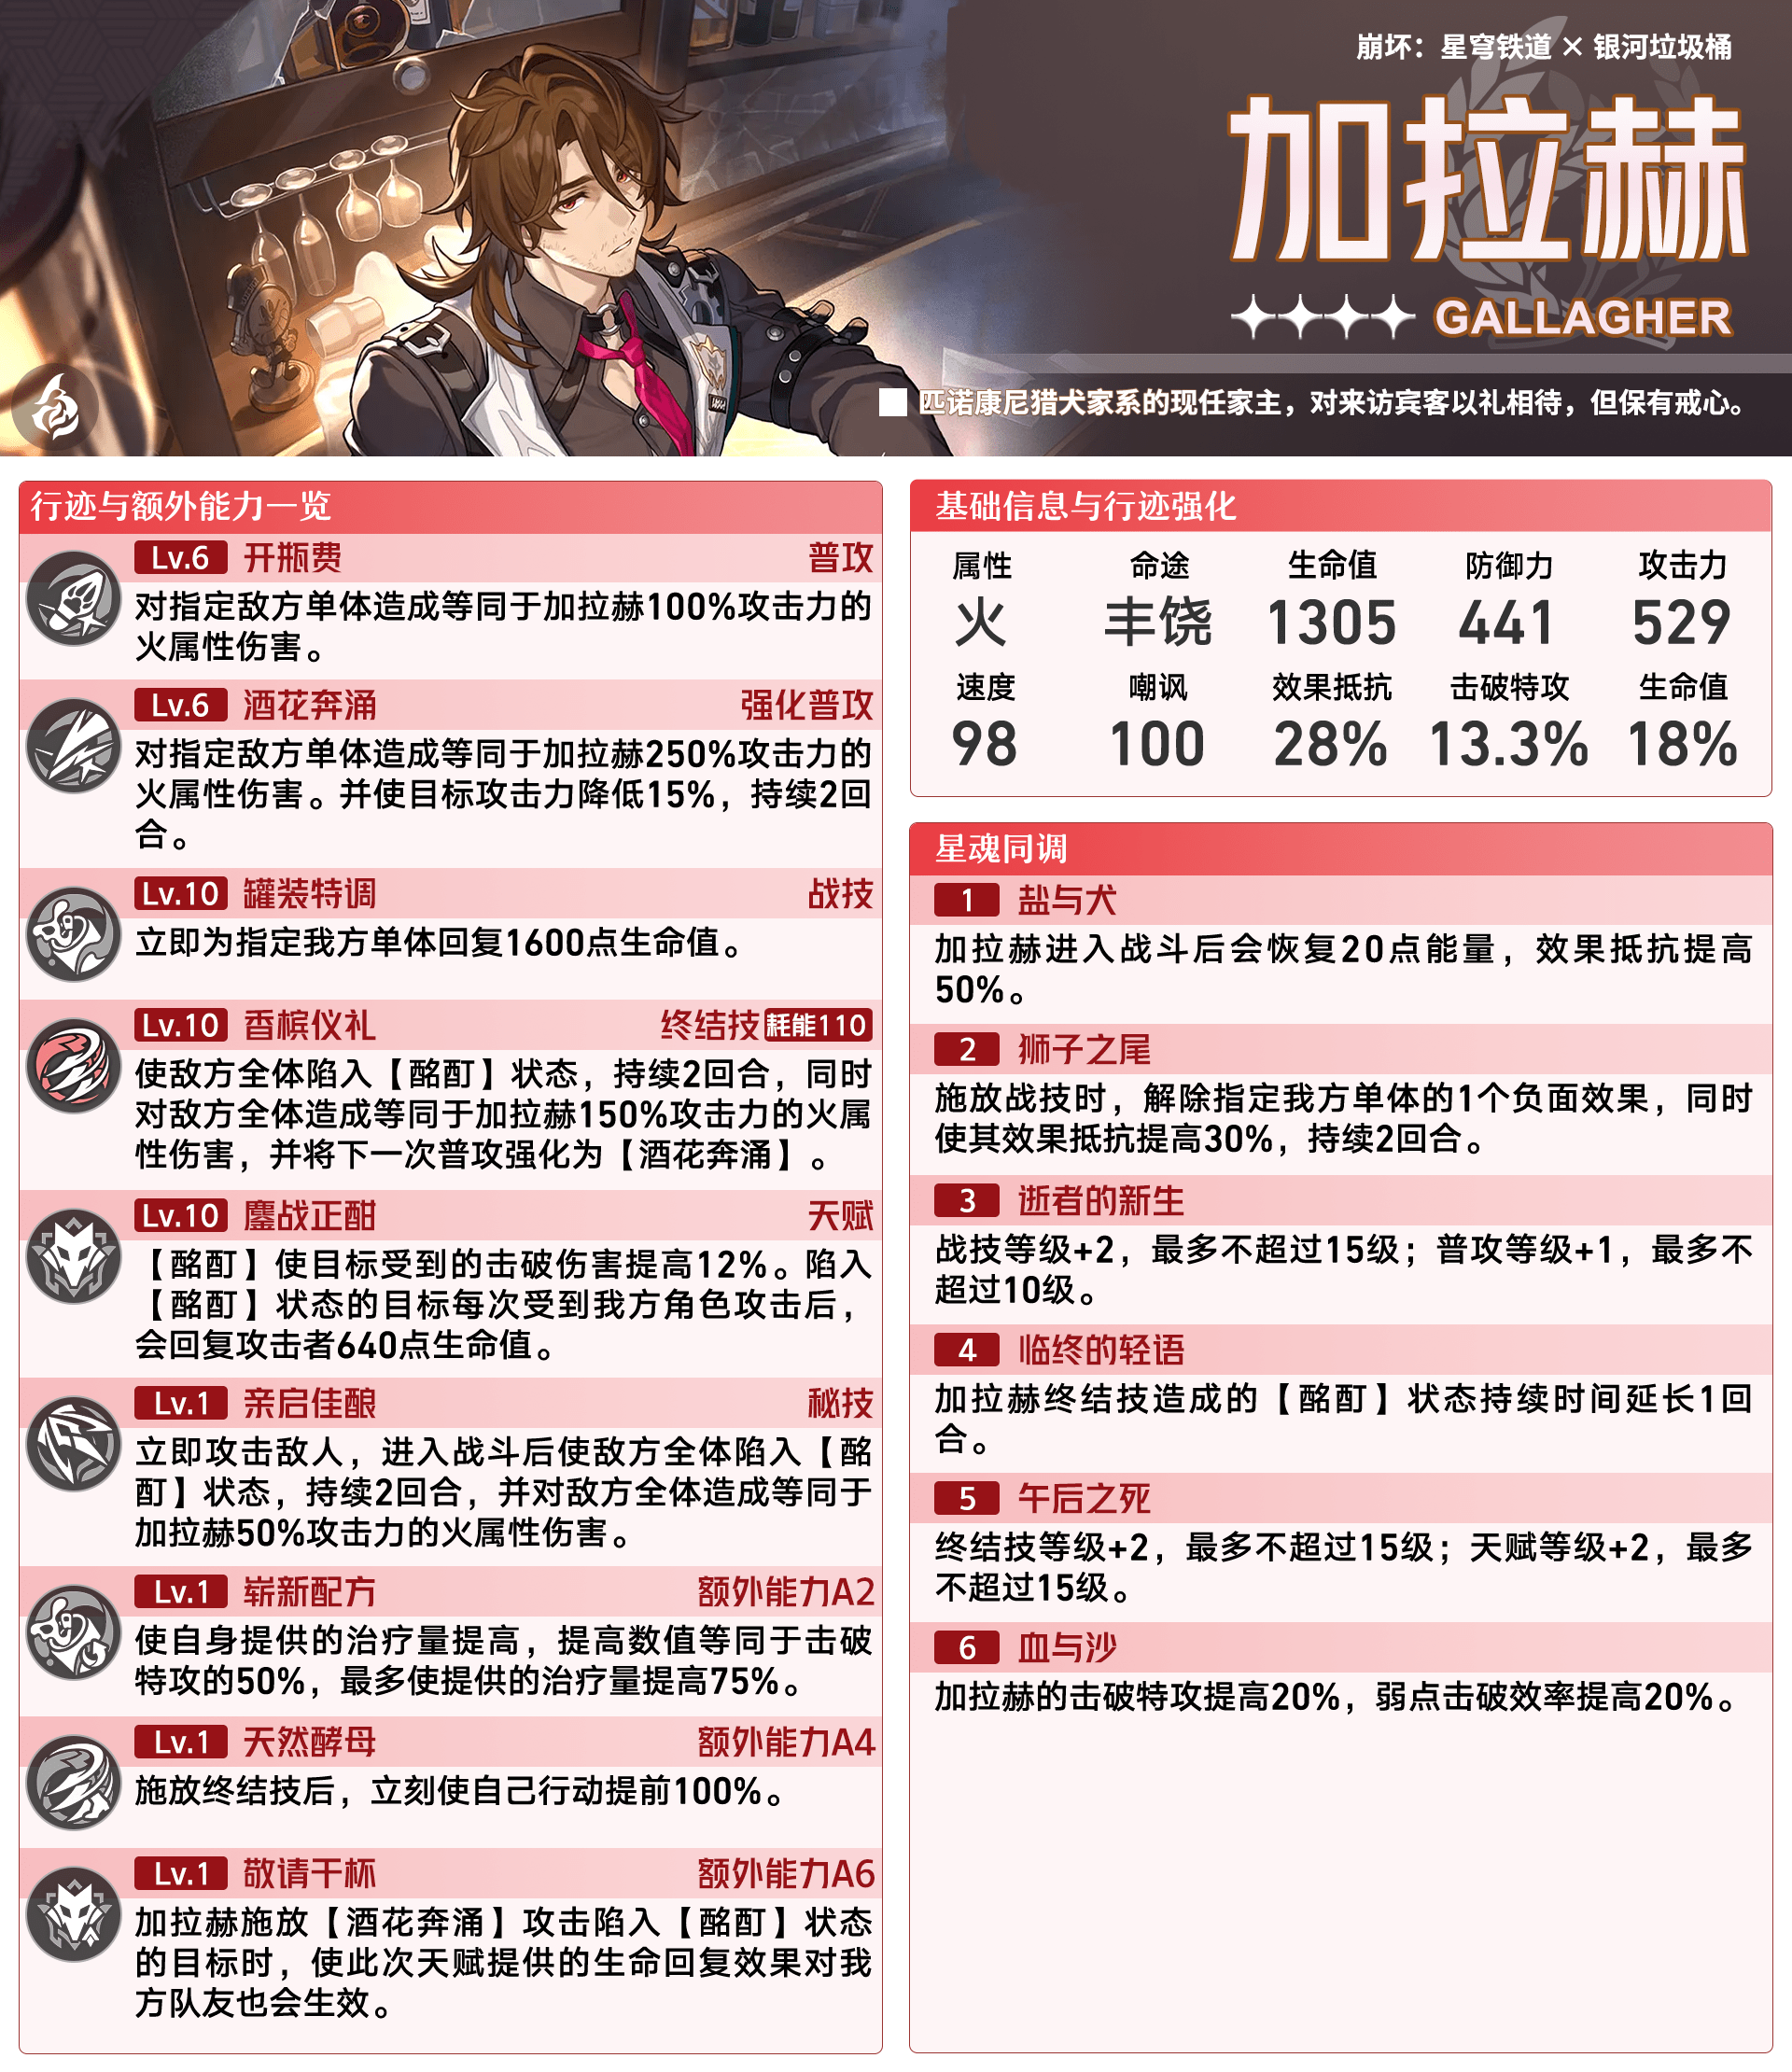 崩坏：星穹铁道 × 银河垃圾桶
加拉赫
GALLAGHER
匹诺康尼猎犬家系的现任家主，对来访宾客以礼相待，但保有戒心。
行迹与额外能力一览
Lv.6 开瓶费 普攻
对指定敌方单体造成等同于加拉赫100%攻击力的
火属性伤害。
Lv.6 酒花奔涌 强化普攻
对指定敌方单体造成等同于加拉赫250%攻击力的
火属性伤害。并使目标攻击力降低15%，持续2回
合。
Lv.10 罐装特调 战技
立即为指定我方单体回复1600点生命值。
Lv.10 香槟仪礼 终结技 耗能110
使敌方全体陷入【酩酊】状态，持续2回合，同时
对敌方全体造成等同于加拉赫150%攻击力的火属
性伤害，并将下一次普攻强化为【酒花奔涌】。
Lv.10 鏖战正酣 天赋
【酩酊】使目标受到的击破伤害提高12%。陷入
【酩酊】状态的目标每次受到我方角色攻击后，
会回复攻击者640点生命值。
Lv.1 亲启佳酿 秘技
立即攻击敌人，进入战斗后使敌方全体陷入【酩
酊】状态，持续2回合，并对敌方全体造成等同于
加拉赫50%攻击力的火属性伤害。
Lv.1 崭新配方 额外能力A2
使自身提供的治疗量提高，提高数值等同于击破
特攻的50%，最多使提供的治疗量提高75%。
Lv.1 天然酵母 额外能力A4
施放终结技后，立刻使自己行动提前100%。
Lv.1 敬请干杯 额外能力A6
加拉赫施放【酒花奔涌】攻击陷入【酩酊】状态
的目标时，使此次天赋提供的生命回复效果对我
方队友也会生效。
基础信息与行迹强化
属性 命途 生命值 防御力 攻击力
火 丰饶 1305 441 529
速度 嘲讽 效果抵抗 击破特攻 生命值
98 100 28% 13.3% 18%
星魂同调
1 盐与犬
加拉赫进入战斗后会恢复20点能量，效果抵抗提高
50%。
2 狮子之尾
施放战技时，解除指定我方单体的1个负面效果，同时
使其效果抵抗提高30%，持续2回合。
3 逝者的新生
战技等级+2，最多不超过15级；普攻等级+1，最多不
超过10级。
4 临终的轻语
加拉赫终结技造成的【酩酊】状态持续时间延长1回
合。
5 午后之死
终结技等级+2，最多不超过15级；天赋等级+2，最多
不超过15级。
6 血与沙
加拉赫的击破特攻提高20%，弱点击破效率提高20%。